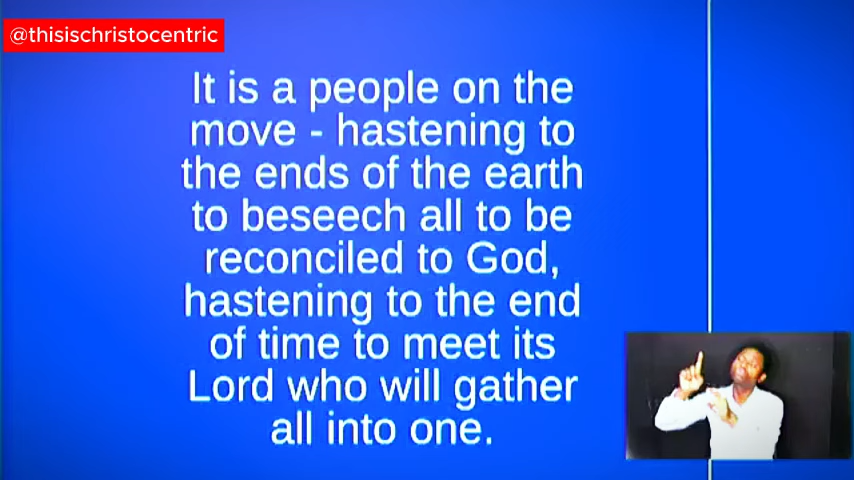 @thisischristocentric
It is a people on the
move - hastening to
the ends of the earth
to beseech all to be
reconciled to God,
hastening to the end
of time to meet its
Lord who will gather
all into one.